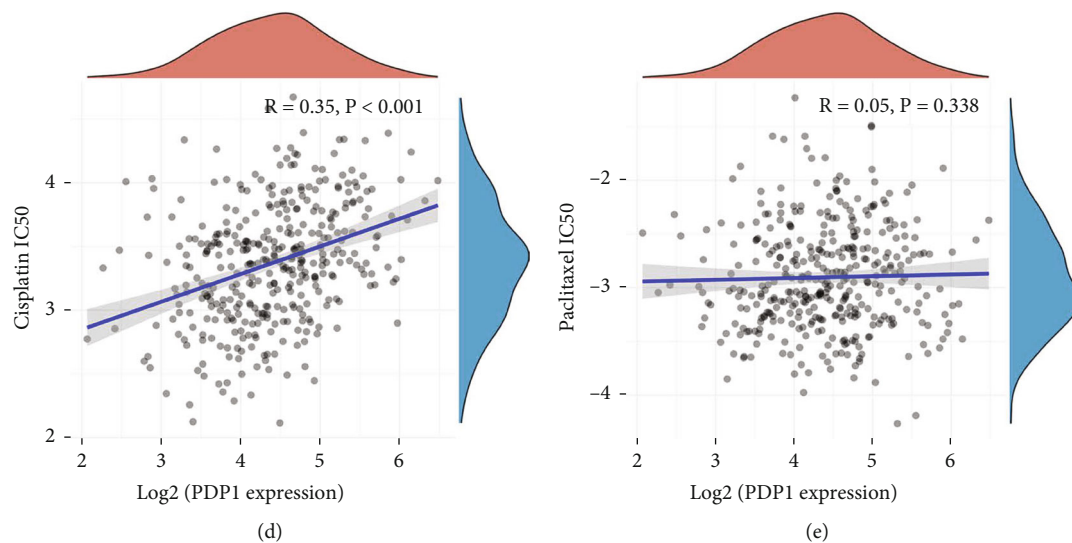 R = 0.35, P < 0.001
Cisplatin IC50
4
3
2
2 3 4 5 6
Log2 (PDP1 expression)
(d)
R = 0.05, P = 0.338
Paclitaxel IC50
−2
−3
−4
2 3 4 5 6
Log2 (PDP1 expression)
(e)